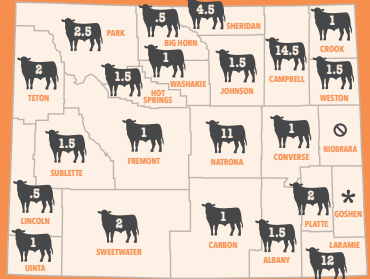 4.5
SHERIDAN
.5
BIG HORN
2.5
PARK
1
CROOK
1
WASHAKIE
14.5
CAMPBELL
2
TETON
1.5
HOT
SPRINGS
1.5
JOHNSON
1.5
WESTON
1
FREMONT
11
NATRONA
1
CONVERSE
NIOBRARA
1.5
SUBLETTE
.5
LINCOLN
2
SWEETWATER
1
CARBON
2
PLATTE
*
GOSHEN
1
UINTA
1.5
ALBANY
LARAMIE
12